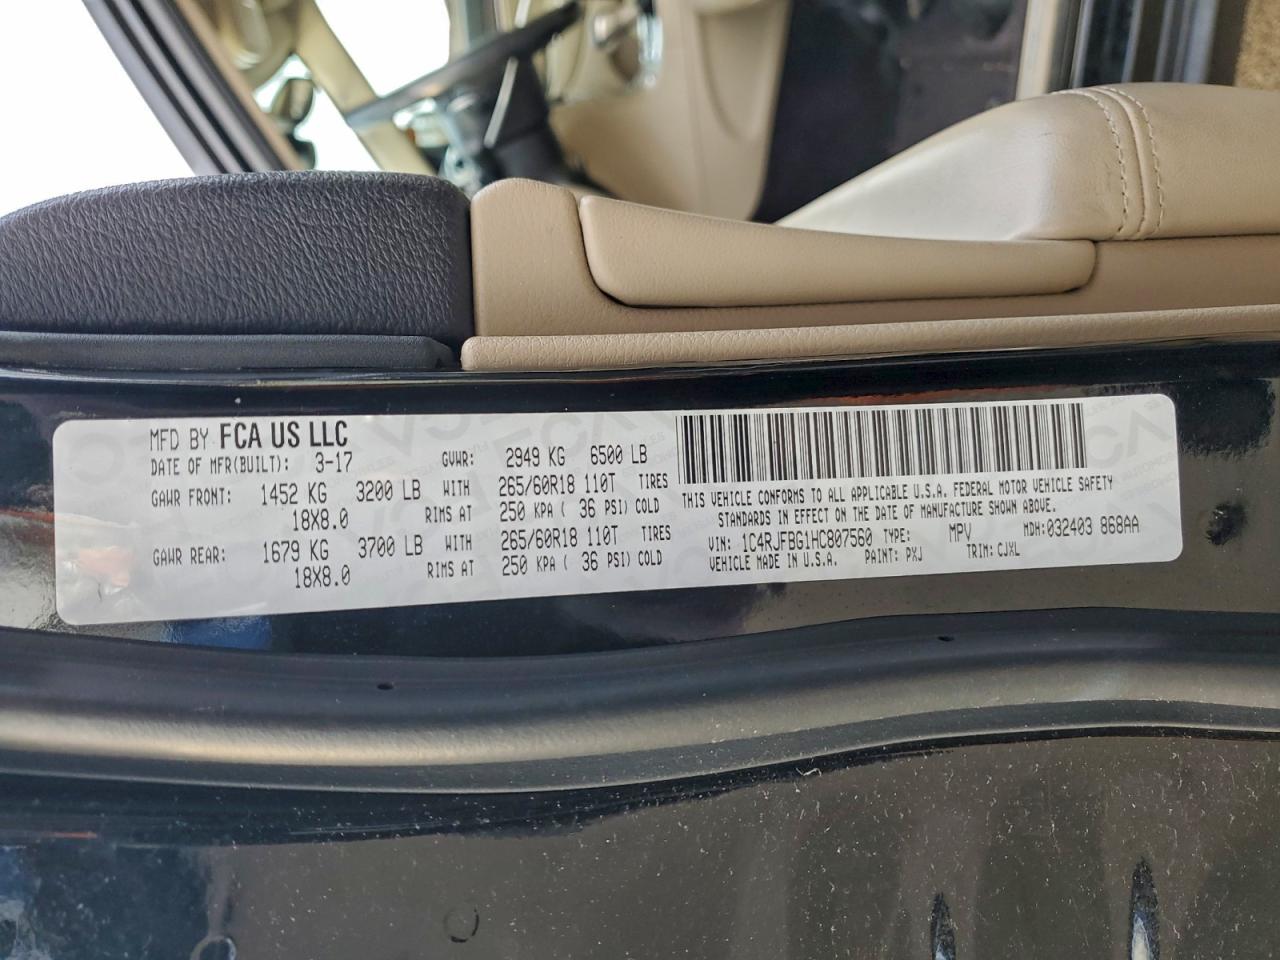 MFD BY FCA US LLC
DATE OF MFR(BUILT): 3-17 GVWR: 2949 KG 6500 LB
GAWR FRONT: 1452 KG 3200 LB WITH 265/60R18 110T TIRES
18X8.0 RIMS AT 250 KPA ( 36 PSI) COLD
GAWR REAR: 1679 KG 3700 LB WITH 265/60R18 110T TIRES
18X8.0 RIMS AT 250 KPA ( 36 PSI) COLD
THIS VEHICLE CONFORMS TO ALL APPLICABLE U.S.A. FEDERAL MOTOR VEHICLE SAFETY
STANDARDS IN EFFECT ON THE DATE OF MANUFACTURE SHOWN ABOVE.
VIN: 1C4RJFBG1HC807560 TYPE: MPV MDH: 032403 868AA
VEHICLE MADE IN U.S.A. PAINT: PXJ TRIM: CJXL